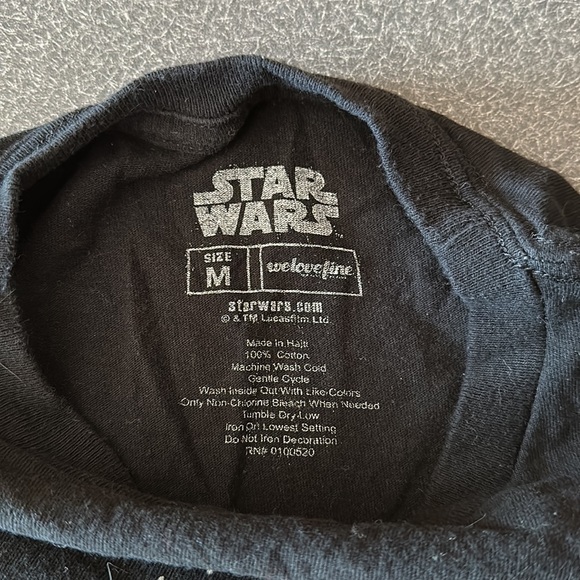 STAR
WARS
SIZE
M
welovefine
starwars.com
© & TM Lucasfilm Ltd.
Made in Haiti
100% Cotton
Machine Wash Cold
Gentle Cycle
Wash Inside Out With Like Colors
Only Non-Chlorine Bleach When Needed
Tumble Dry Low
Iron On Lowest Setting
Do Not Iron Decoration
RN# 0100520